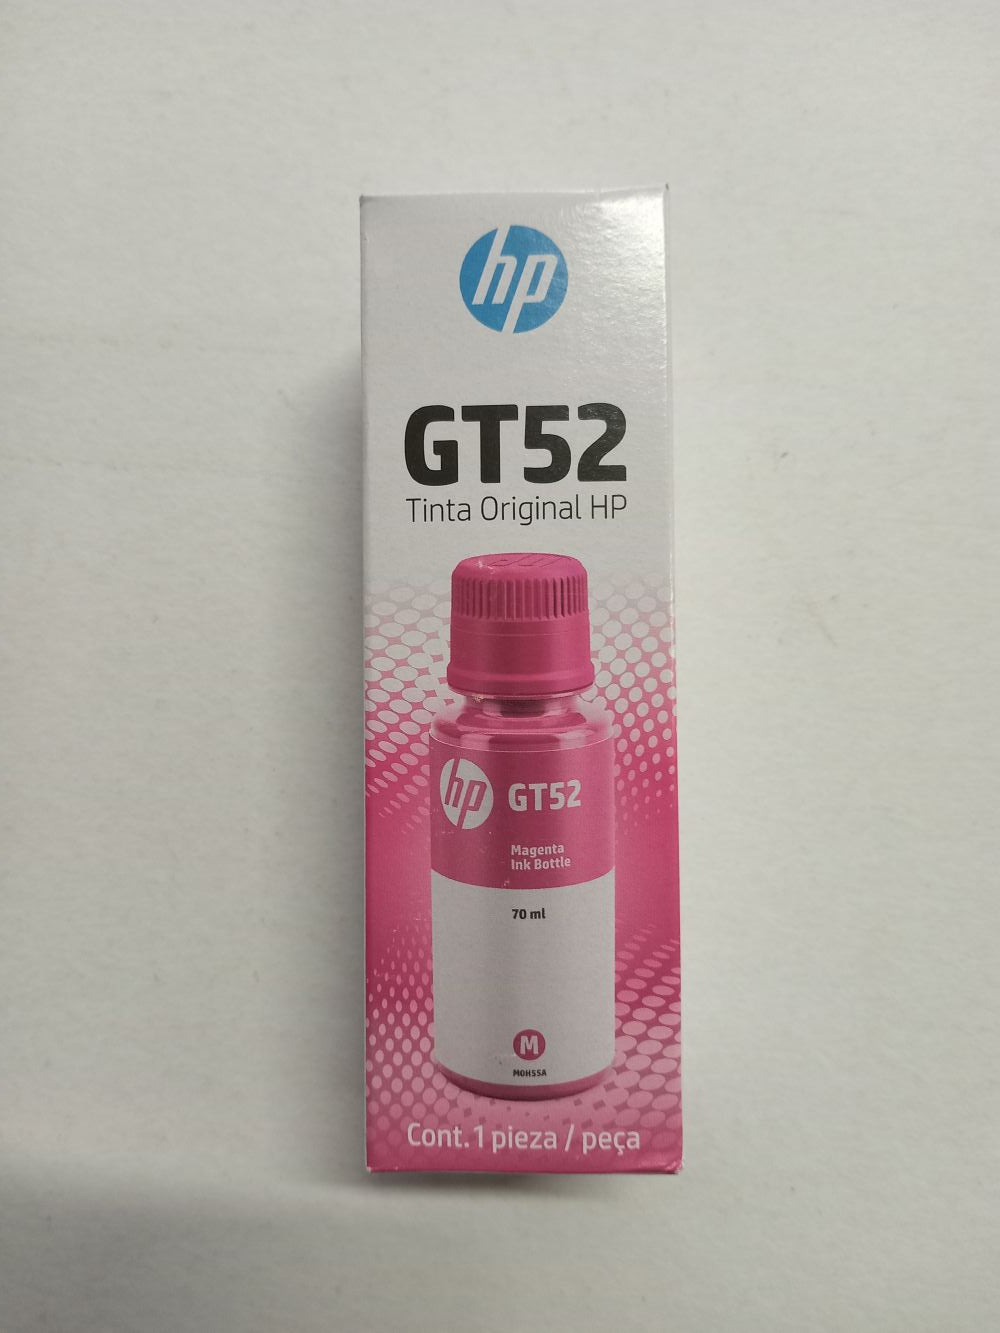 hp
GT52
Tinta Original HP
hp GT52
Magenta
Ink Bottle
70 ml
M
M0H55A
Cont. 1 pieza / peça